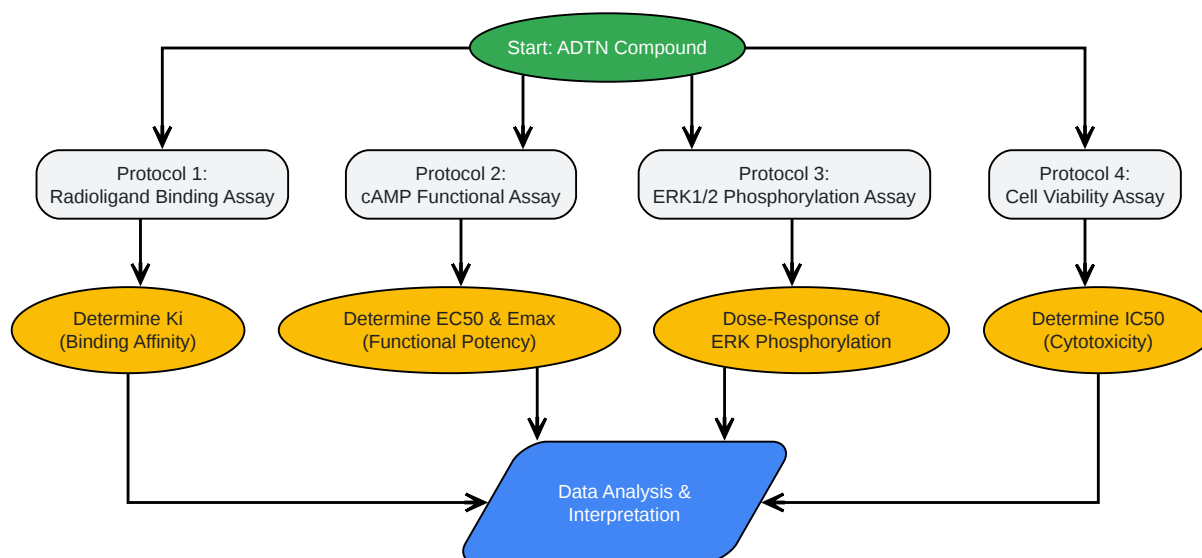 Start: ADTN Compound
Protocol 1:
Radioligand Binding Assay
Protocol 2:
cAMP Functional Assay
Protocol 3:
ERK1/2 Phosphorylation Assay
Protocol 4:
Cell Viability Assay
Determine Ki
(Binding Affinity)
Determine EC50 & Emax
(Functional Potency)
Dose-Response of
ERK Phosphorylation
Determine IC50
(Cytotoxicity)
Data Analysis &
Interpretation